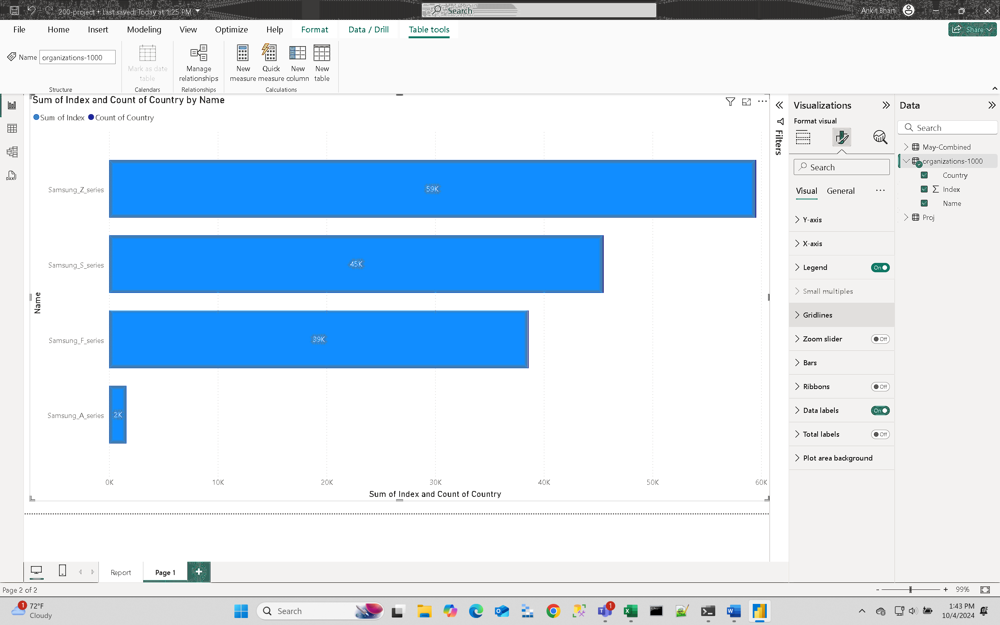 200-project • Last saved: Today at 1:25 PM
Search
Ankit Bharti
File Home Insert Modeling View Optimize Help Format Data / Drill Table tools
Share
Name organizations-1000
Mark as date table
Manage relationships
New measure
Quick measure
New column
New table
Structure Calendars Relationships Calculations
Sum of Index and Count of Country by Name
Sum of Index Count of Country
Samsung_Z_series 59K
Samsung_S_series 45K
Samsung_F_series 39K
Samsung_A_series 2K
Name
0K 10K 20K 30K 40K 50K 60K
Sum of Index and Count of Country
Filters
Visualizations
Format visual
Search
Visual General
Y-axis
X-axis
Legend On
Small multiples
Gridlines
Zoom slider Off
Bars
Ribbons Off
Data labels On
Total labels Off
Plot area background
Data
Search
May-Combined
organizations-1000
Country
Index
Name
Proj
DAX
Report Page 1
Page 2 of 2
- + 99%
1
72°F
Cloudy
Search
1
1:43 PM
10/4/2024